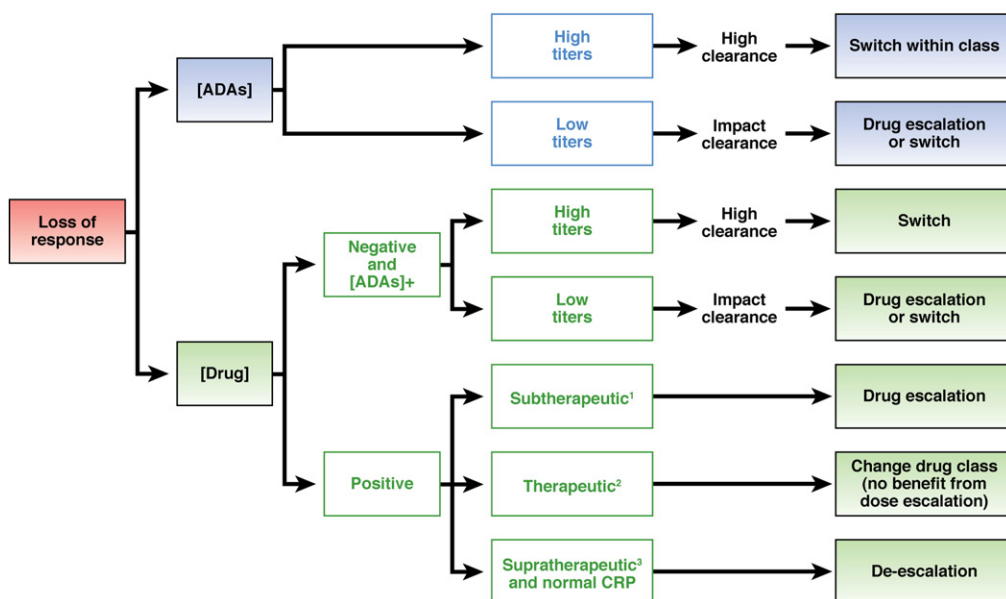 High
titers
High
clearance
Switch within class
[ADAs]
Low
titers
Impact
clearance
Drug escalation
or switch
Loss of
response
High
titers
High
clearance
Switch
Negative
and
[ADAs]+
Low
titers
Impact
clearance
Drug escalation
or switch
[Drug]
Subtherapeutic¹
Drug escalation
Positive
Therapeutic²
Change drug class
(no benefit from
dose escalation)
Supratherapeutic³
and normal CRP
De-escalation